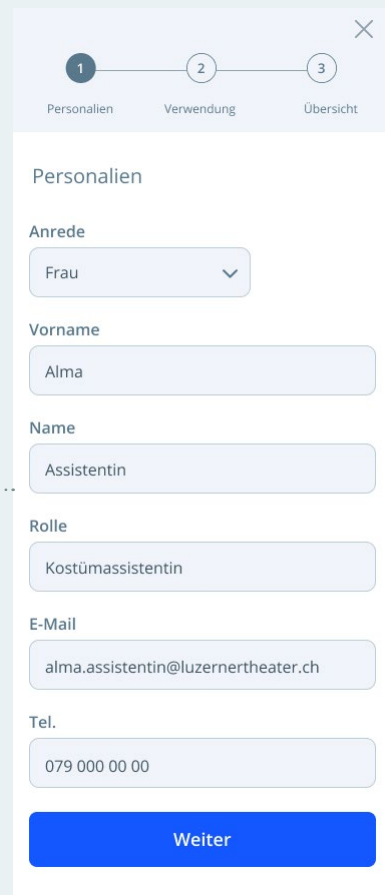 1 2 3
Personalien Verwendung Übersicht
Personalien
Anrede
Frau
Vorname
Alma
Name
Assistentin
Rolle
Kostümassistentin
E-Mail
alma.assistentin@luzernertheater.ch
Tel.
079 000 00 00
Weiter